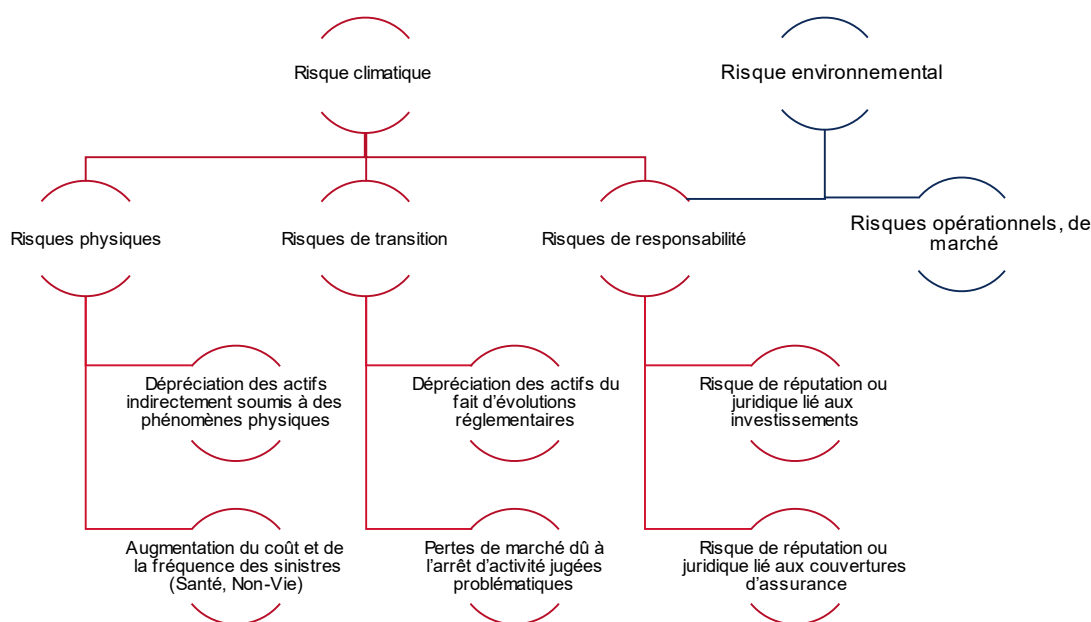 Risque climatique
Risque environnemental
Risques physiques
Risques de transition
Risques de responsabilité
Risques opérationnels, de
marché
Dépréciation des actifs
indirectement soumis à des
phénomènes physiques
Dépréciation des actifs du
fait d'évolutions
réglementaires
Risque de réputation ou
juridique lié aux
investissements
Augmentation du coût et de
la fréquence des sinistres
(Santé, Non-Vie)
Pertes de marché dû à
l'arrêt d'activité jugées
problématiques
Risque de réputation ou
juridique lié aux couvertures
d'assurance